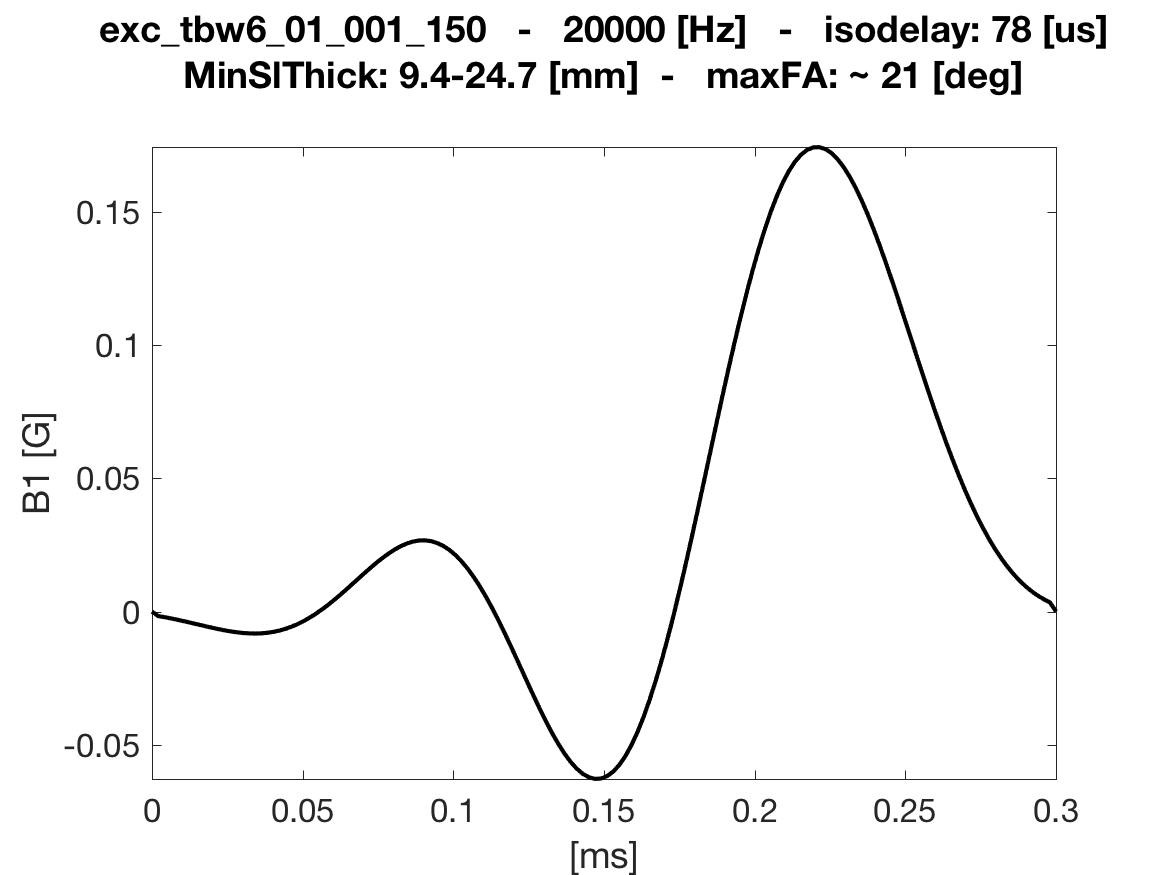 exc_tbw6_01_001_150 - 20000 [Hz] - isodelay: 78 [us]
MinSlThick: 9.4-24.7 [mm] - maxFA: ~ 21 [deg]
0.15
0.1
0.05
0
-0.05
B1 [G]
0 0.05 0.1 0.15 0.2 0.25 0.3
[ms]